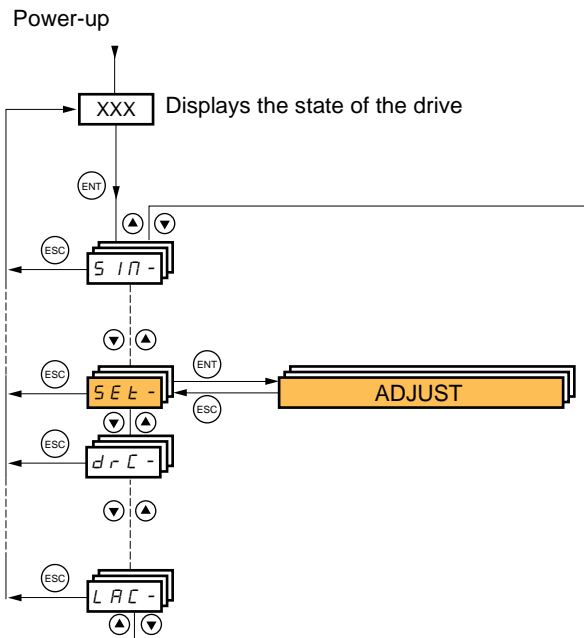 Power-up
XXX Displays the state of the drive
ENT
ESC
SIM-
ESC
ENT
SEt-
ADJUST
ESC
ESC
drC-
ESC
LAC-